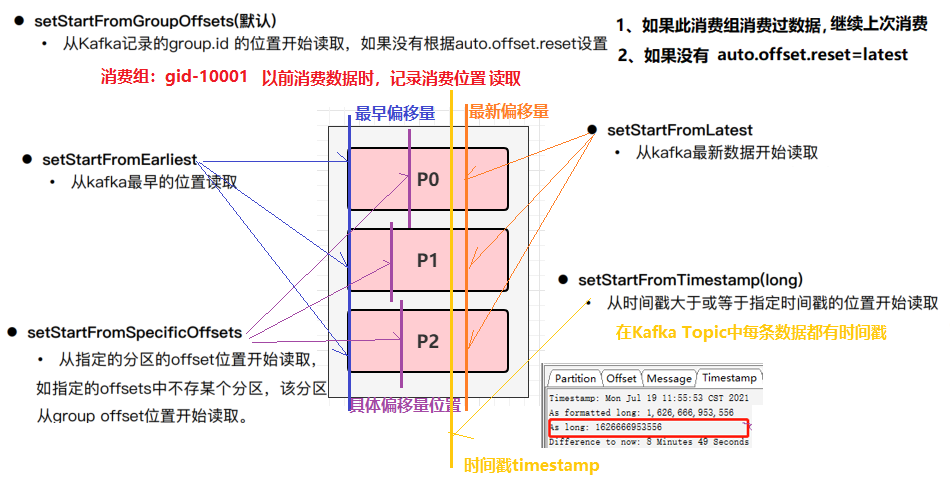 setStartFromGroupOffsets(默认)
从Kafka记录的group.id 的位置开始读取，如果没有根据auto.offset.reset设置
1、如果此消费组消费过数据，继续上次消费
2、如果没有 auto.offset.reset=latest
消费组：gid-10001 以前消费数据时，记录消费位置 读取
最早偏移量
最新偏移量
setStartFromEarliest
从kafka最早的位置读取
setStartFromLatest
从kafka最新数据开始读取
P0
P1
P2
setStartFromTimestamp(long)
从时间戳大于或等于指定时间戳的位置开始读取
在Kafka Topic中每条数据都有时间戳
setStartFromSpecificOffsets
从指定的分区的offset位置开始读取，
如指定的offsets中不存某个分区，该分区
从group offset位置开始读取。
具体偏移量位置
Partition Offset Message Timestamp
Timestamp: Mon Jul 19 11:55:53 CST 2021
As formatted long: 1,626,666,953,556
As long: 1626666953556
Difference to now: 8 Minutes 49 Seconds
时间戳timestamp